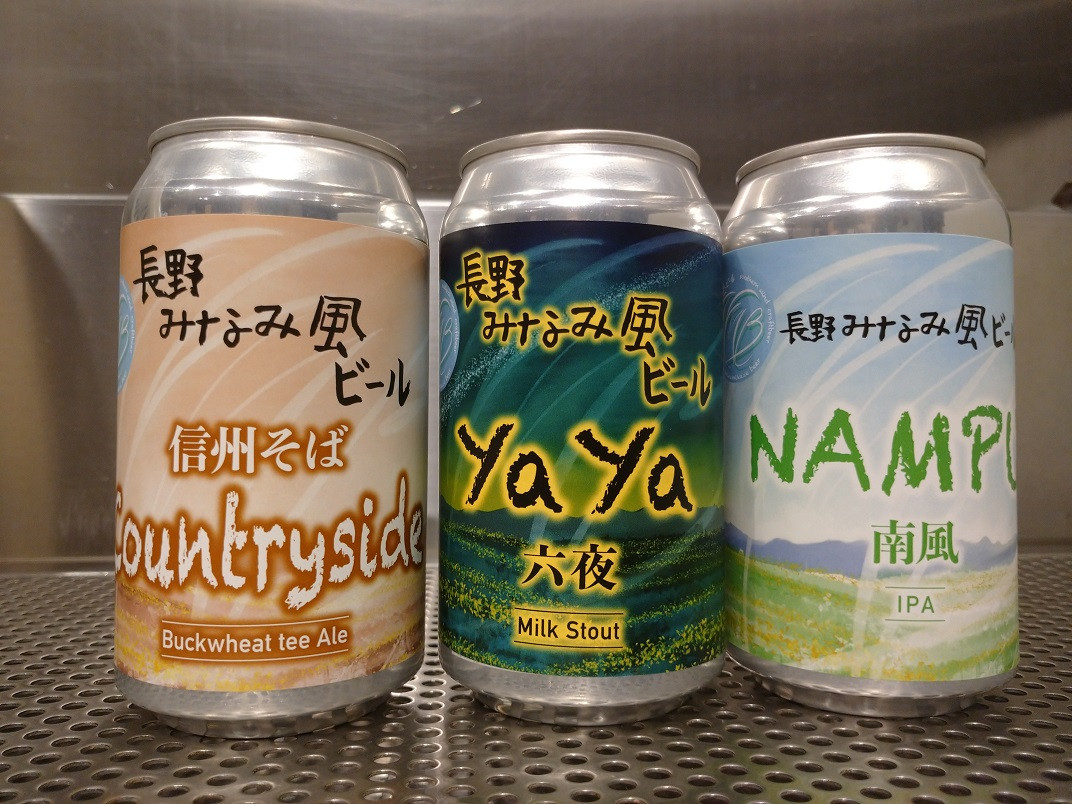 長野
みなみ風
ビール
信州そば
Countryside
Buckwheat tee Ale
長野
みなみ風
ビール
YaYa
六夜
Milk Stout
長野みなみ風ビール
NAMPU
南風
IPA